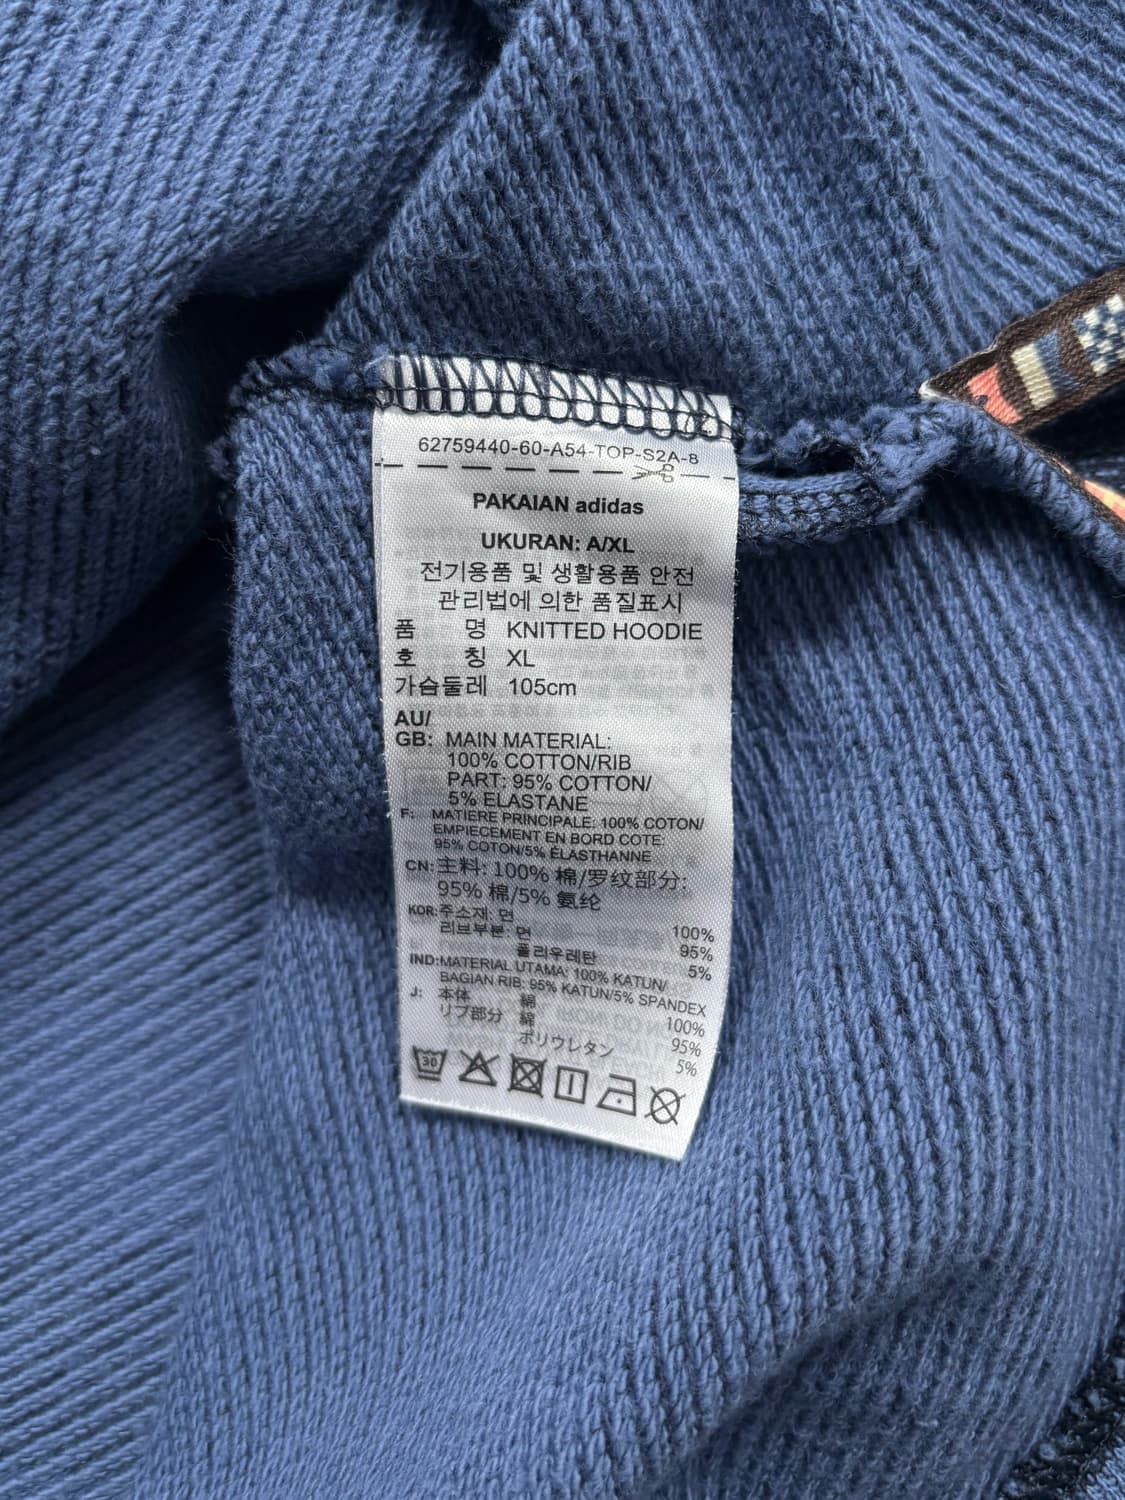 62759440-60-A54-TOP-S2A-8
PAKAIAN adidas
UKURAN: A/XL
전기용품 및 생활용품 안전
관리법에 의한 품질표시
품 명 KNITTED HOODIE
호 칭 XL
가슴둘레 105cm
AU/
GB: MAIN MATERIAL:
100% COTTON/RIB
PART: 95% COTTON/
5% ELASTANE
F: MATIERE PRINCIPALE: 100% COTON/
EMPIECEMENT EN BORD COTE:
95% COTON/5% ÉLASTHANNE
CN: 主料: 100% 棉/罗纹部分:
95% 棉/5% 氨纶
KOR: 주소재: 면 100%
리브부분: 면 95%
폴리우레탄 5%
IND: MATERIAL UTAMA: 100% KATUN/
BAGIAN RIB: 95% KATUN/5% SPANDEX
J: 本体 綿 100%
リブ部分 綿 95%
ポリウレタン 5%
30